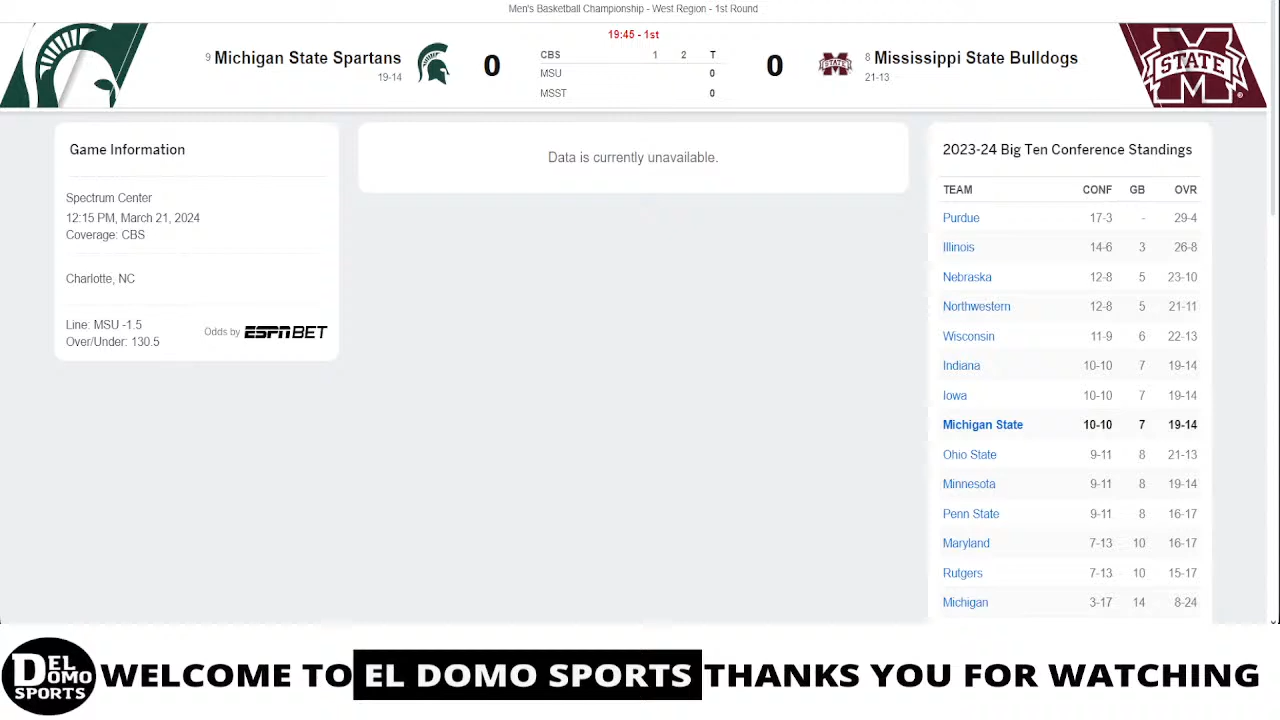 Men's Basketball Championship - West Region - 1st Round
9 Michigan State Spartans
19-14
0
19:45 - 1st
CBS 1 2 T
MSU 0
MSST 0
0
STATE
8 Mississippi State Bulldogs
21-13
STATE
Game Information
Spectrum Center
12:15 PM, March 21, 2024
Coverage: CBS
Charlotte, NC
Line: MSU -1.5
Over/Under: 130.5
Odds by ESPN BET
Data is currently unavailable.
2023-24 Big Ten Conference Standings
TEAM CONF GB OVR
Purdue 17-3 - 29-4
Illinois 14-6 3 26-8
Nebraska 12-8 5 23-10
Northwestern 12-8 5 21-11
Wisconsin 11-9 6 22-13
Indiana 10-10 7 19-14
Iowa 10-10 7 19-14
Michigan State 10-10 7 19-14
Ohio State 9-11 8 21-13
Minnesota 9-11 8 19-14
Penn State 9-11 8 16-17
Maryland 7-13 10 16-17
Rutgers 7-13 10 15-17
Michigan 3-17 14 8-24
DEL DOMO SPORTS
WELCOME TO EL DOMO SPORTS THANKS YOU FOR WATCHING